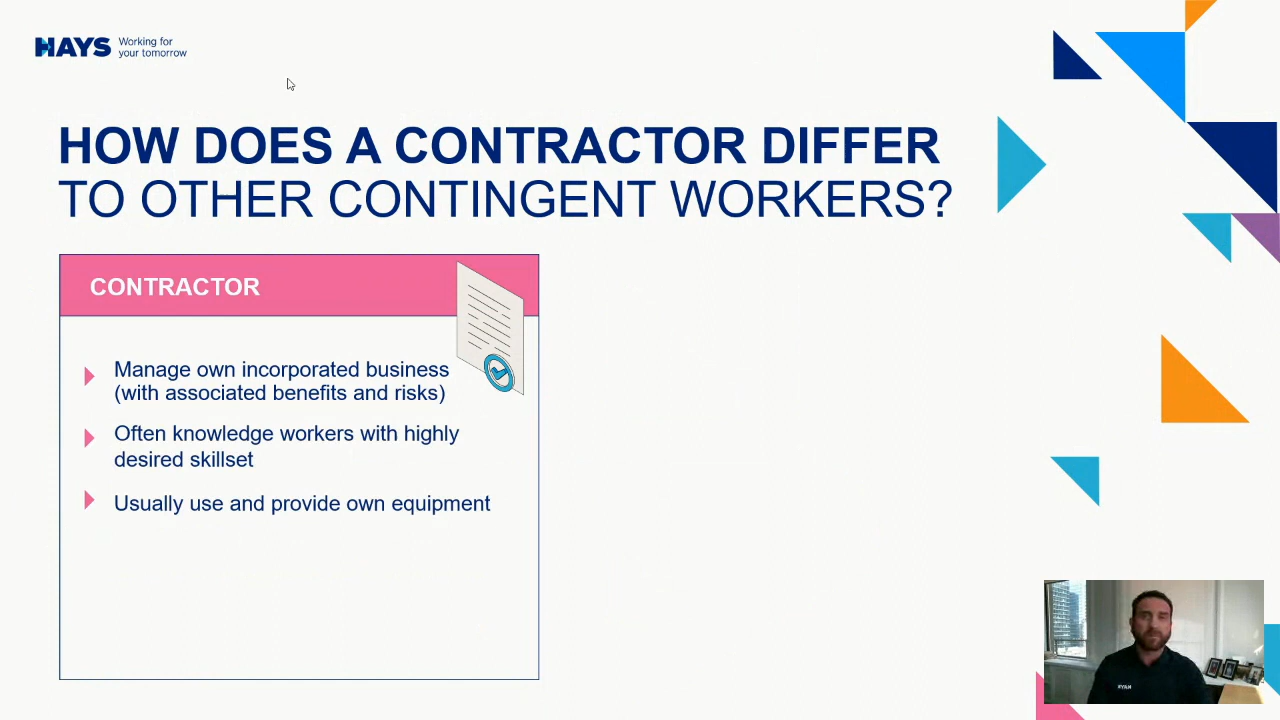 HAYS Working for
your tomorrow
HOW DOES A CONTRACTOR DIFFER
TO OTHER CONTINGENT WORKERS?
CONTRACTOR
Manage own incorporated business
(with associated benefits and risks)
Often knowledge workers with highly
desired skillset
Usually use and provide own equipment